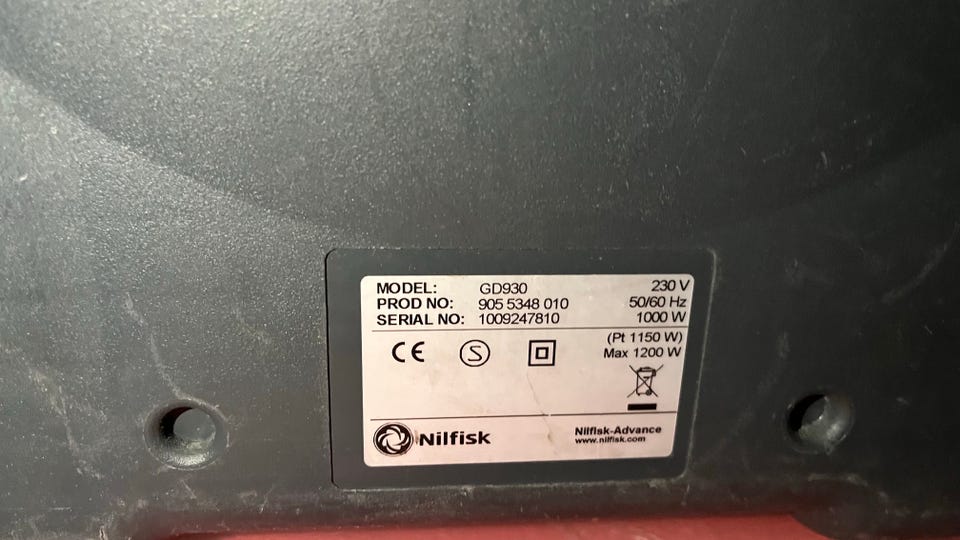 MODEL: GD930 230 V
PROD NO: 905 5348 010 50/60 Hz
SERIAL NO: 1009247810 1000 W
(Pt 1150 W)
CE S Max 1200 W
Nilfisk Nilfisk-Advance
www.nilfisk.com